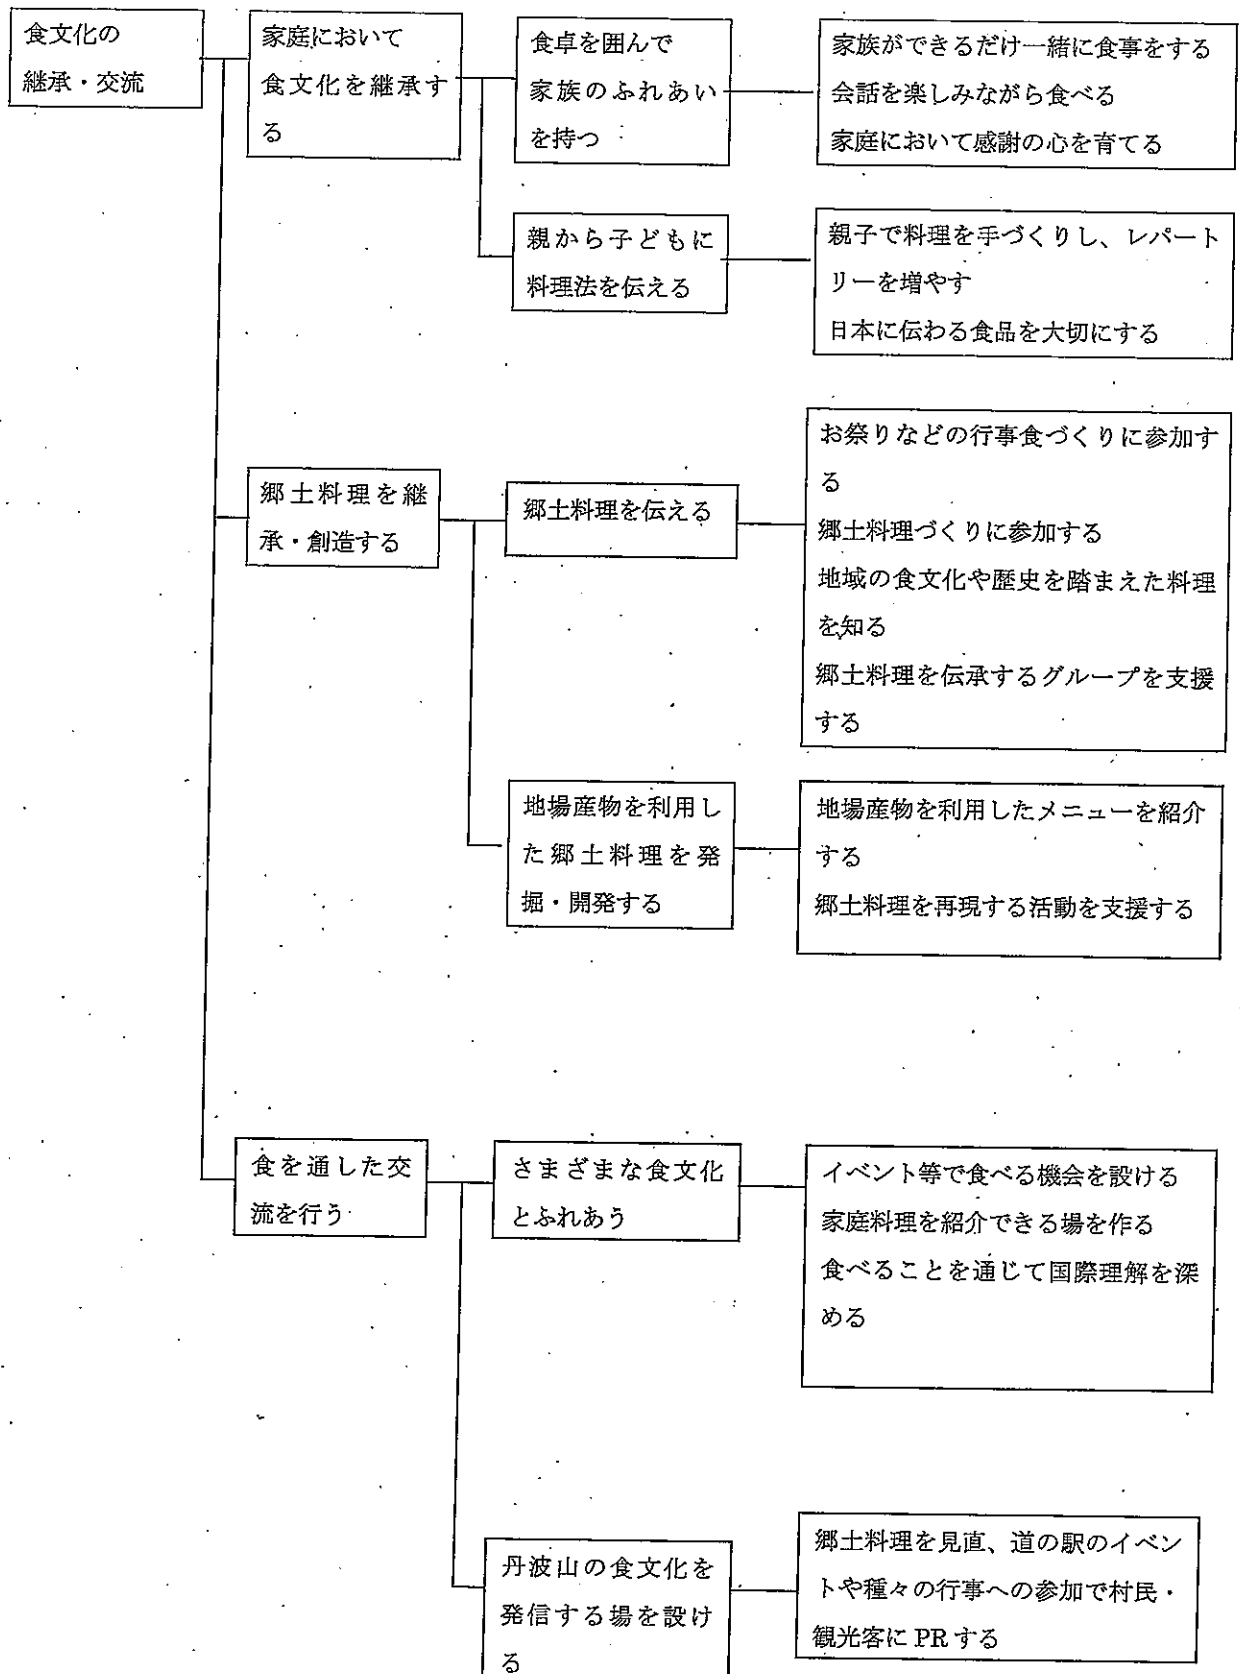 食文化の
継承・交流
家庭において
食文化を継承す
る
食卓を囲んで
家族のふれあい
を持つ
家族ができるだけ一緒に食事をする
会話を楽しみながら食べる
家庭において感謝の心を育てる
親から子どもに
料理法を伝える
親子で料理を手づくりし、レパート
リーを増やす
日本に伝わる食品を大切にする
郷土料理を継
承・創造する
郷土料理を伝える
お祭りなどの行事食づくりに参加す
る
郷土料理づくりに参加する
地域の食文化や歴史を踏まえた料理
を知る
郷土料理を伝承するグループを支援
する
地場産物を利用し
た郷土料理を発
掘・開発する
地場産物を利用したメニューを紹介
する
郷土料理を再現する活動を支援する
食を通した交
流を行う
さまざまな食文化
とふれあう
イベント等で食べる機会を設ける
家庭料理を紹介できる場を作る
食べることを通じて国際理解を深
める
丹波山の食文化を
発信する場を設け
る
郷土料理を見直、道の駅のイベン
トや種々の行事への参加で村民・
観光客に PR する